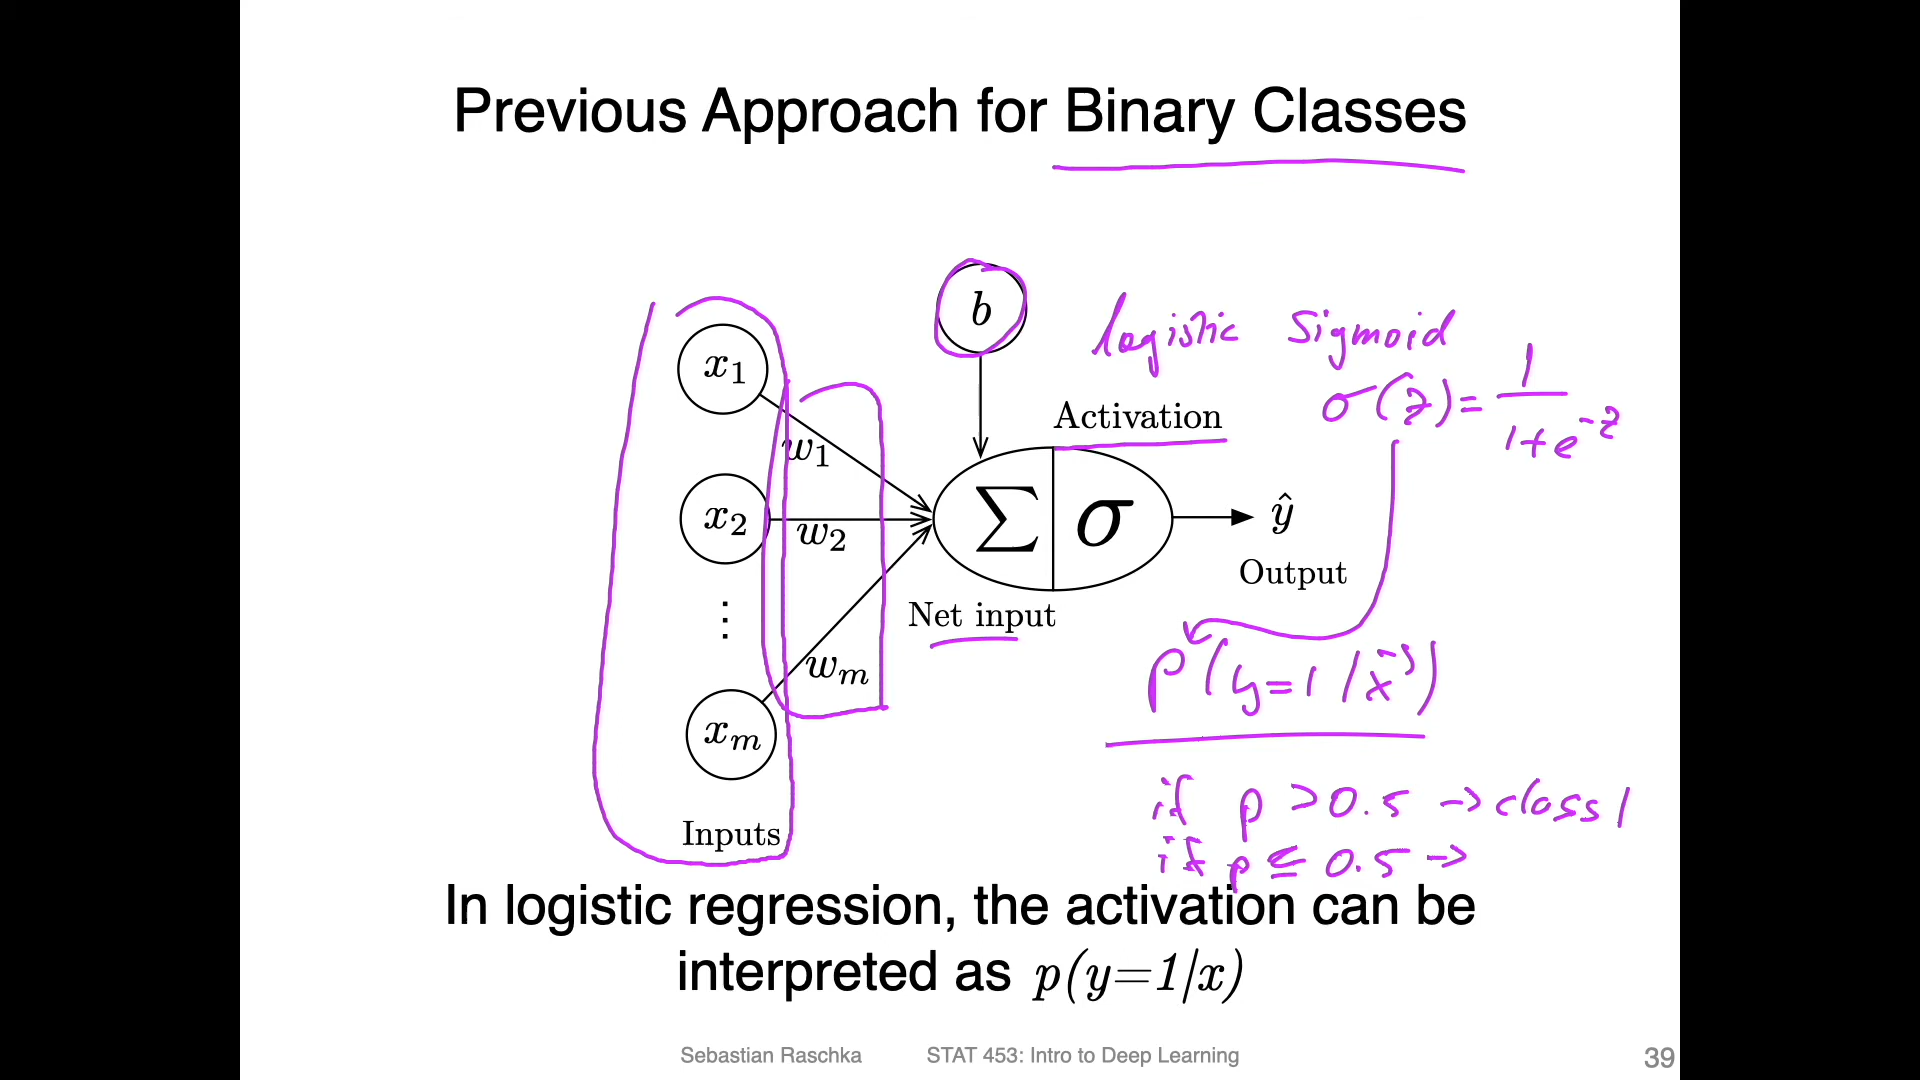 Previous Approach for Binary Classes
b
logistic Sigmoid
σ(z) = 1 / 1+e^-z
x1
w1
Activation
x2
w2
Σ σ
ŷ
Output
⋮
Net input
wm
P(y=1|x⃗)
xm
if p >0.5 → class 1
Inputs
if p ≤ 0.5 →
In logistic regression, the activation can be
interpreted as p(y=1|x)
Sebastian Raschka STAT 453: Intro to Deep Learning 39